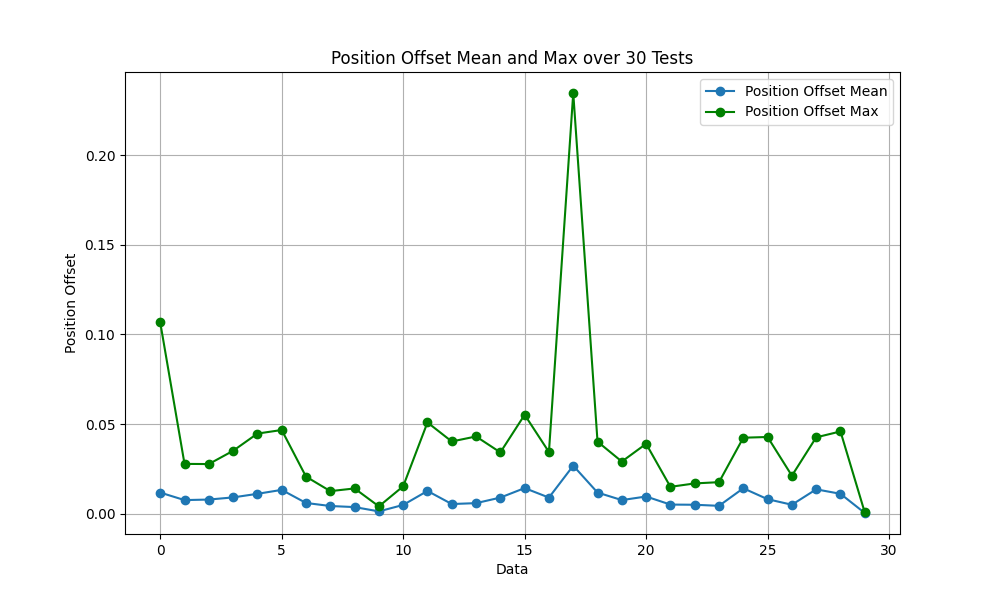 Position Offset Mean and Max over 30 Tests
Position Offset Mean
Position Offset Max
Position Offset
0.20
0.15
0.10
0.05
0.00
0 5 10 15 20 25 30
Data